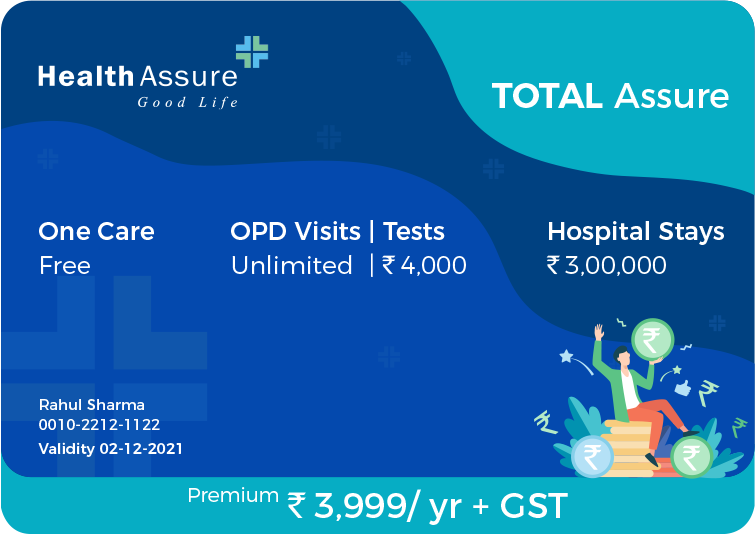 Health Assure
Good Life
TOTAL Assure
One Care
Free
OPD Visits | Tests
Unlimited | ₹ 4,000
Hospital Stays
₹ 3,00,000
Rahul Sharma
0010-2212-1122
Validity 02-12-2021
₹
₹
₹
₹
₹
₹
Premium ₹ 3,999/ yr + GST